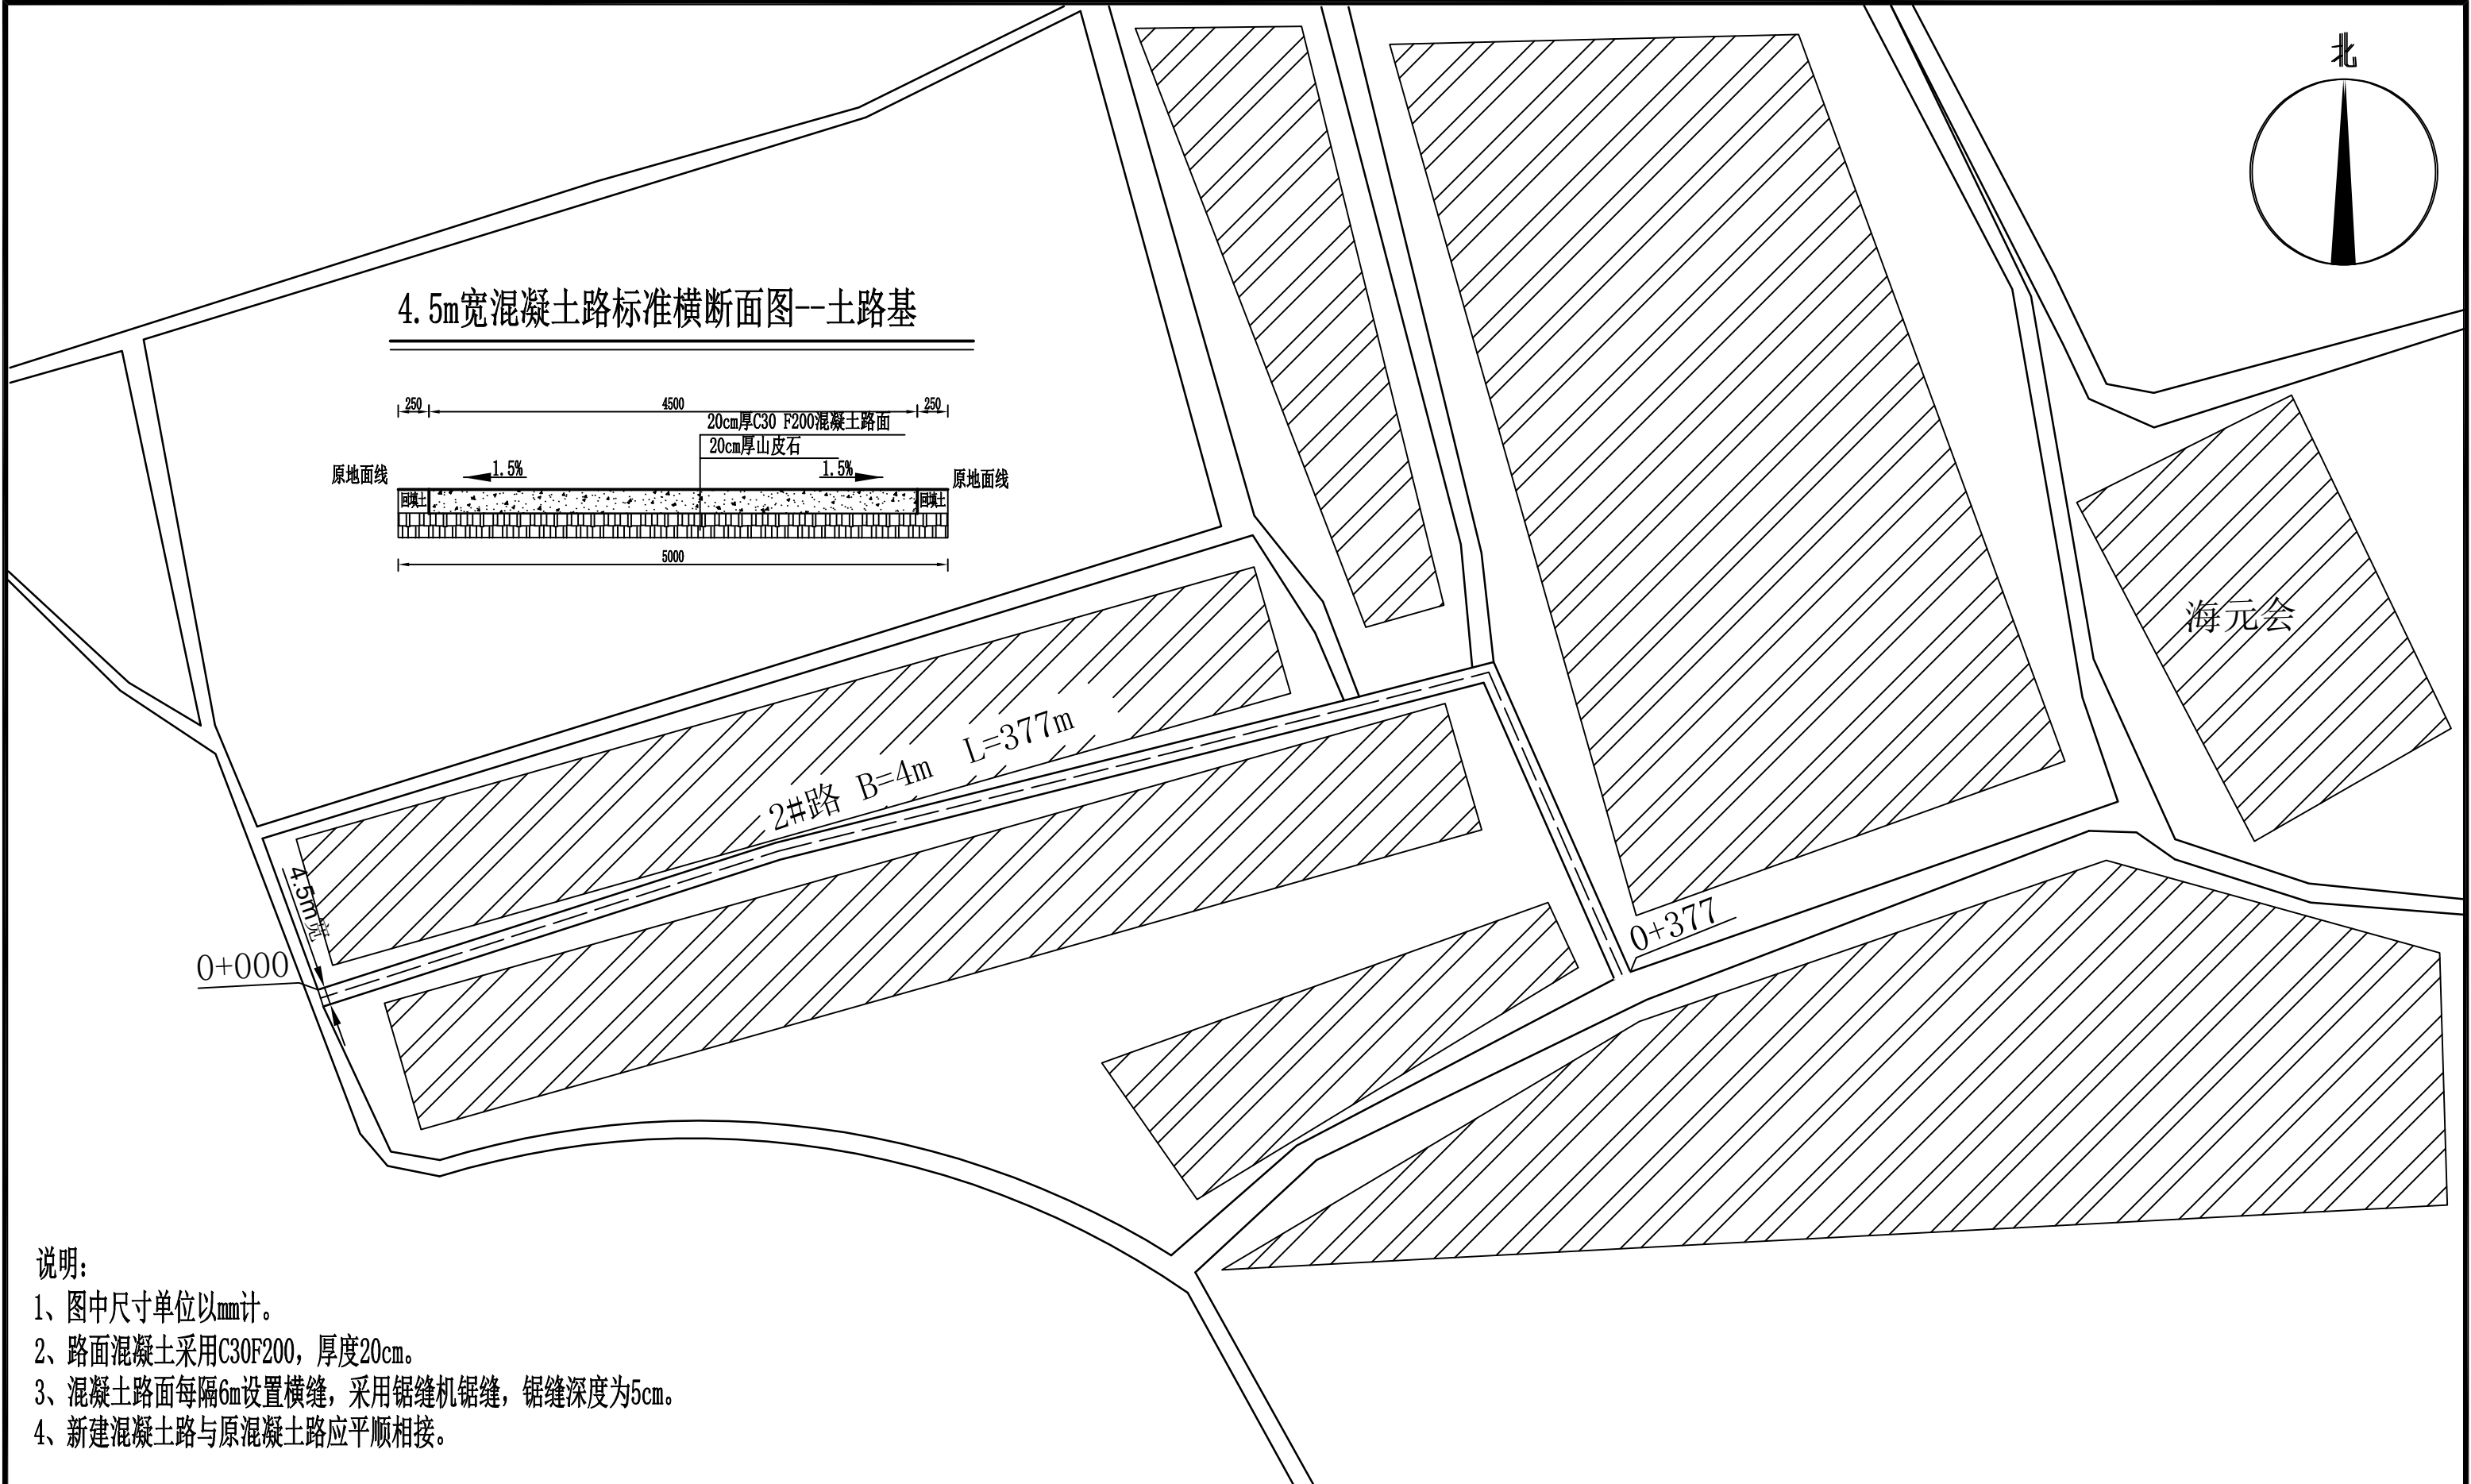 北
4.5m宽混凝土路标准横断面图--土路基
250
4500
250
20cm厚C30 F200混凝土路面
20cm厚山皮石
原地面线
1.5%
1.5%
原地面线
回填土
回填土
5000
海元会
2#路 B=4m L=377m
4.5m宽
0+000
0+377
说明:
1、图中尺寸单位以mm计。
2、路面混凝土采用C30F200，厚度20cm。
3、混凝土路面每隔6m设置横缝，采用锯缝机锯缝，锯缝深度为5cm。
4、新建混凝土路与原混凝土路应平顺相接。